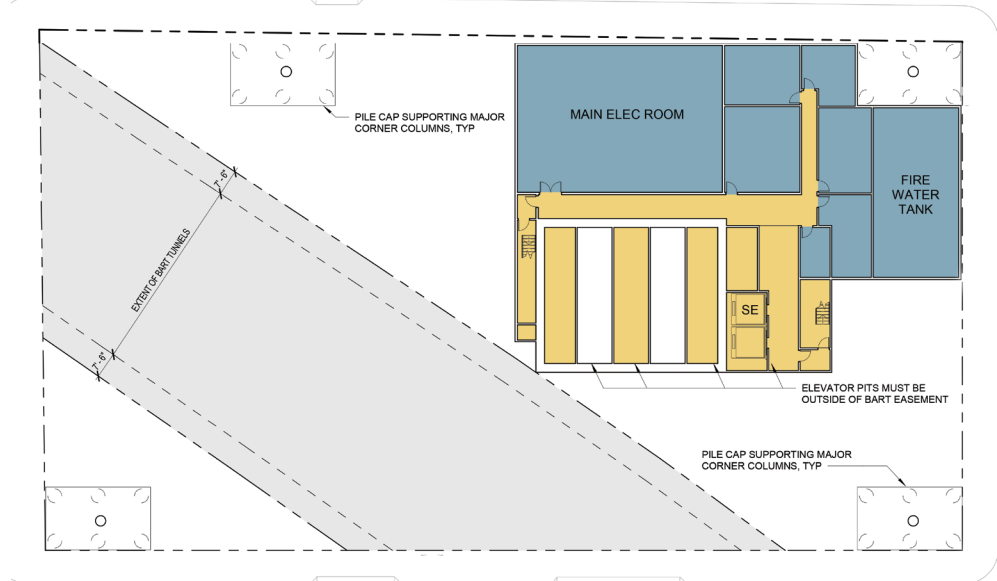 MAIN ELEC ROOM
PILE CAP SUPPORTING MAJOR
CORNER COLUMNS, TYP
7'- 6"
EXTENT OF BART TUNNELS
7'- 6"
FIRE
WATER
TANK
SE
ELEVATOR PITS MUST BE
OUTSIDE OF BART EASEMENT
PILE CAP SUPPORTING MAJOR
CORNER COLUMNS, TYP